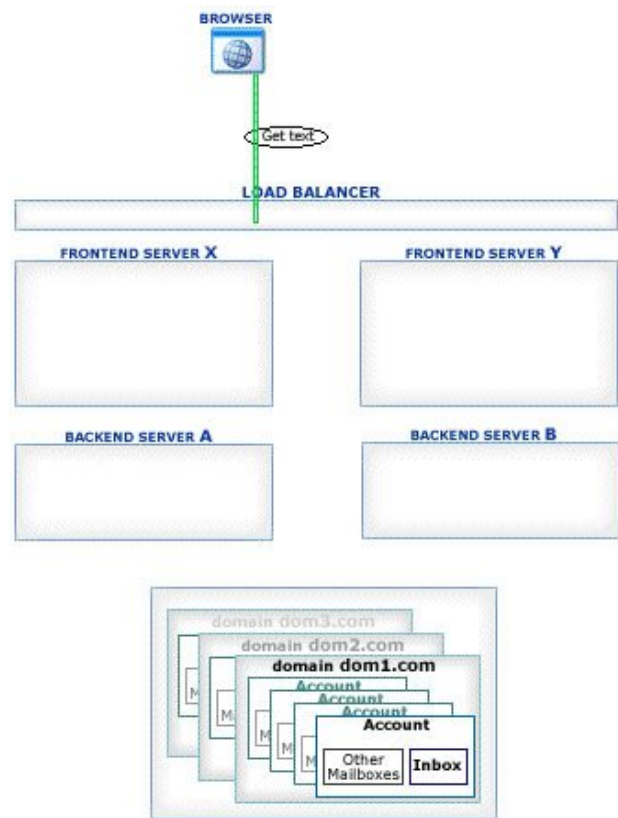 BROWSER
Get text
LOAD BALANCER
FRONTEND SERVER X
FRONTEND SERVER Y
BACKEND SERVER A
BACKEND SERVER B
domain dom3.com
domain dom2.com
domain dom1.com
Account
Account
Account
Account
Other
Mailboxes
Inbox
M
M
M
M
M